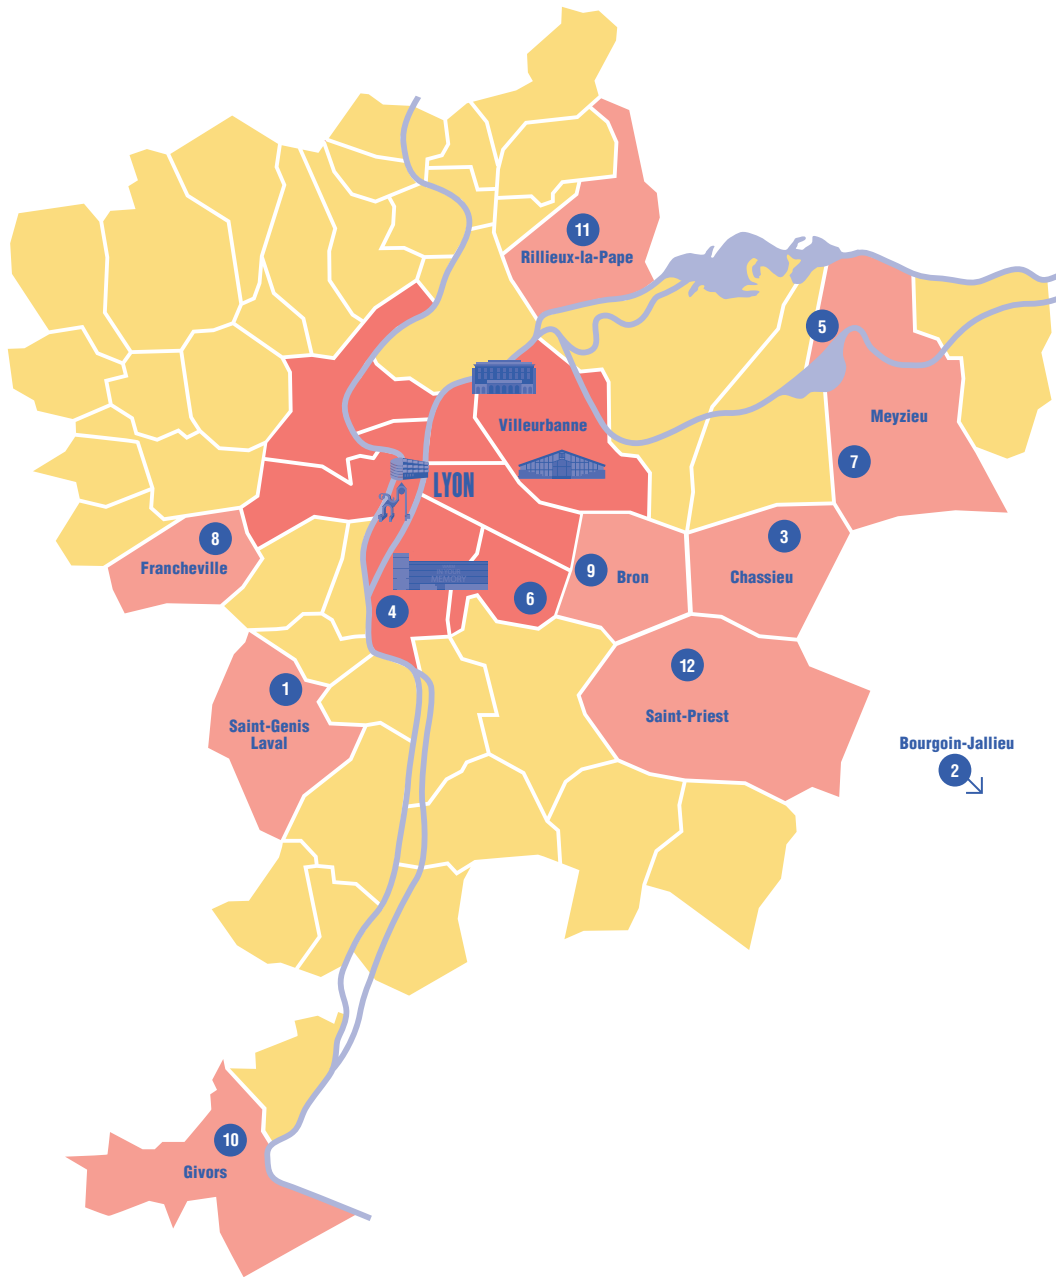 11
Rillieux-la-Pape
5
Meyzieu
Villeurbanne
7
LYON
8
Francheville
3
Chassieu
9
Bron
MEMORY
6
4
12
Saint-Priest
1
Saint-Genis
Laval
Bourgoin-Jallieu
2
10
Givors